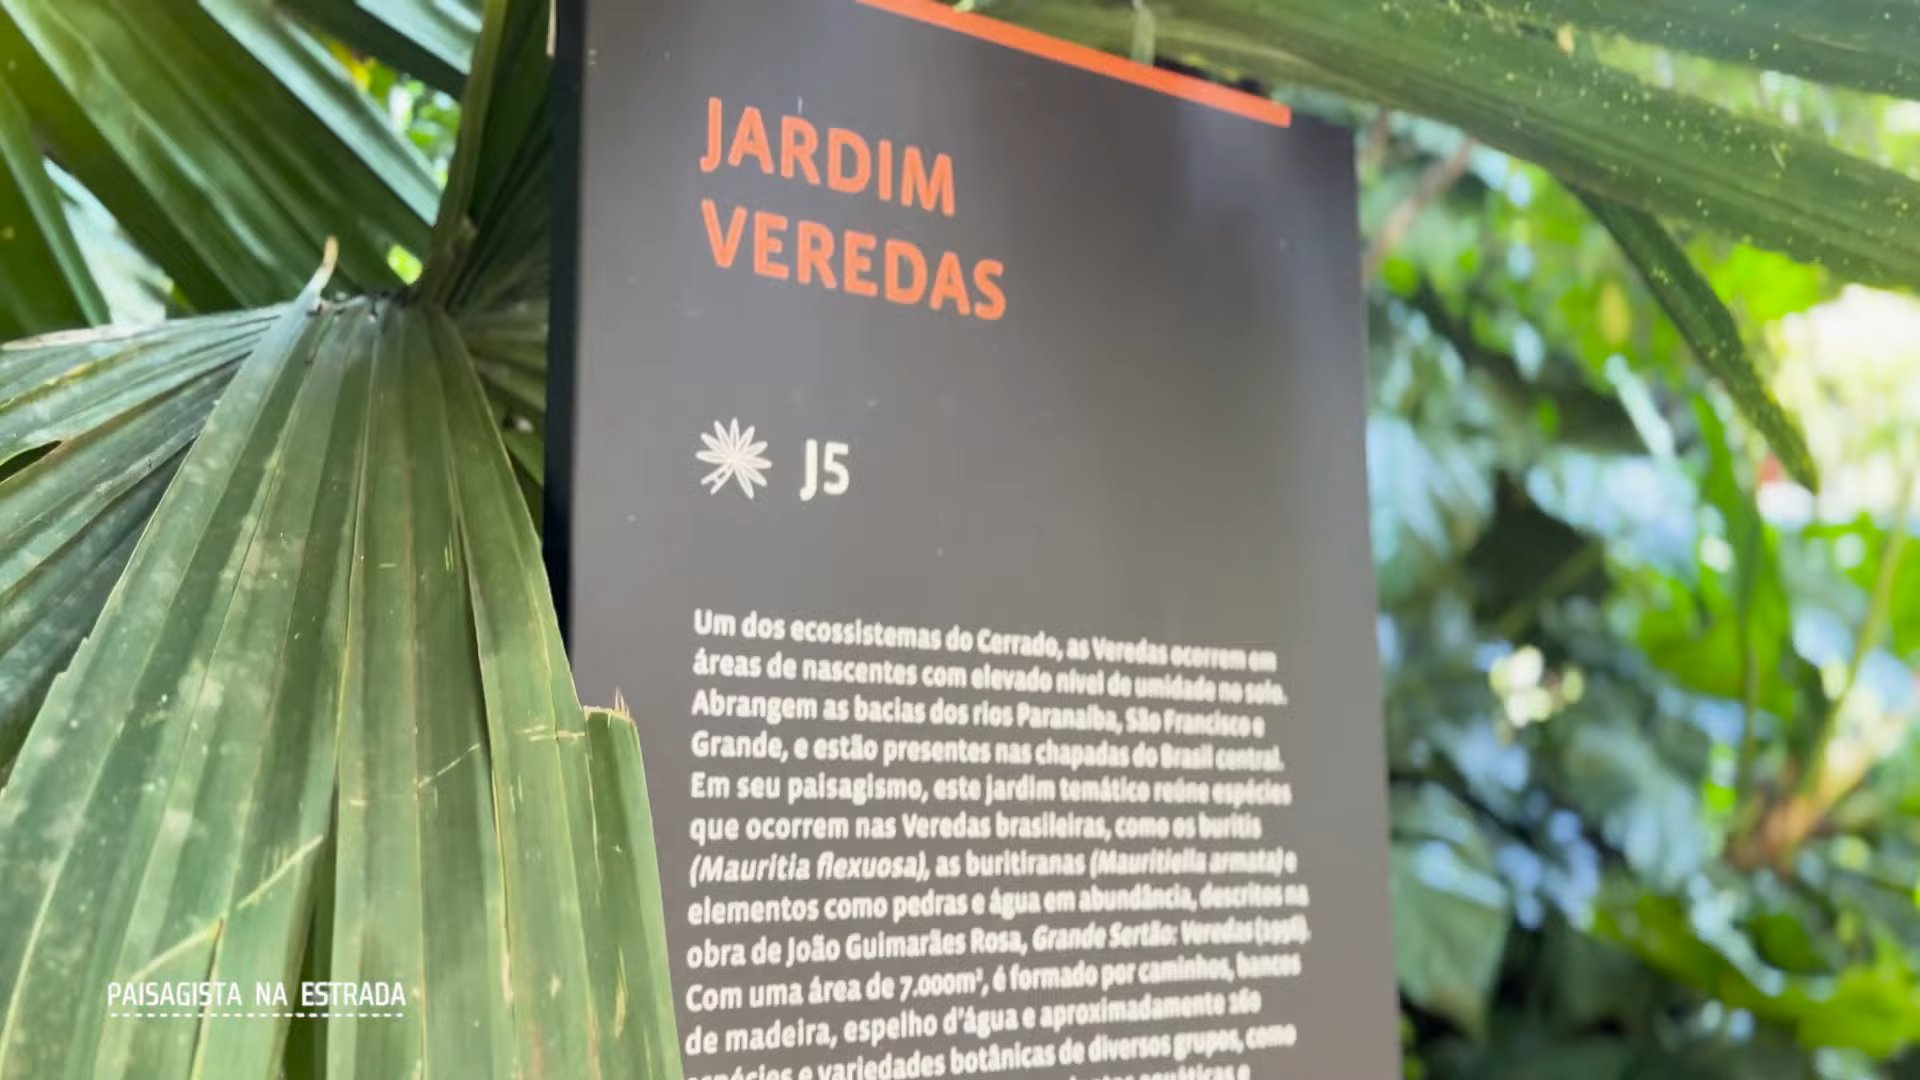 JARDIM
VEREDAS
J5
Um dos ecossistemas do Cerrado, as Veredas ocorrem em
áreas de nascentes com elevado nível de umidade no solo.
Abrangem as bacias dos rios Paranaíba, São Francisco e
Grande, e estão presentes nas chapadas do Brasil central.
Em seu paisagismo, este jardim temático reúne espécies
que ocorrem nas Veredas brasileiras, como os buritis
(Mauritia flexuosa), as buritiranas (Mauritiella armata) e
elementos como pedras e água em abundância, descritos na
obra de João Guimarães Rosa, Grande Sertão: Veredas (1956).
Com uma área de 7.000m², é formado por caminhos, bancos
de madeira, espelho d'água e aproximadamente 260
espécies e variedades botânicas de diversos grupos, como
aquáticas e
PAISAGISTA NA ESTRADA